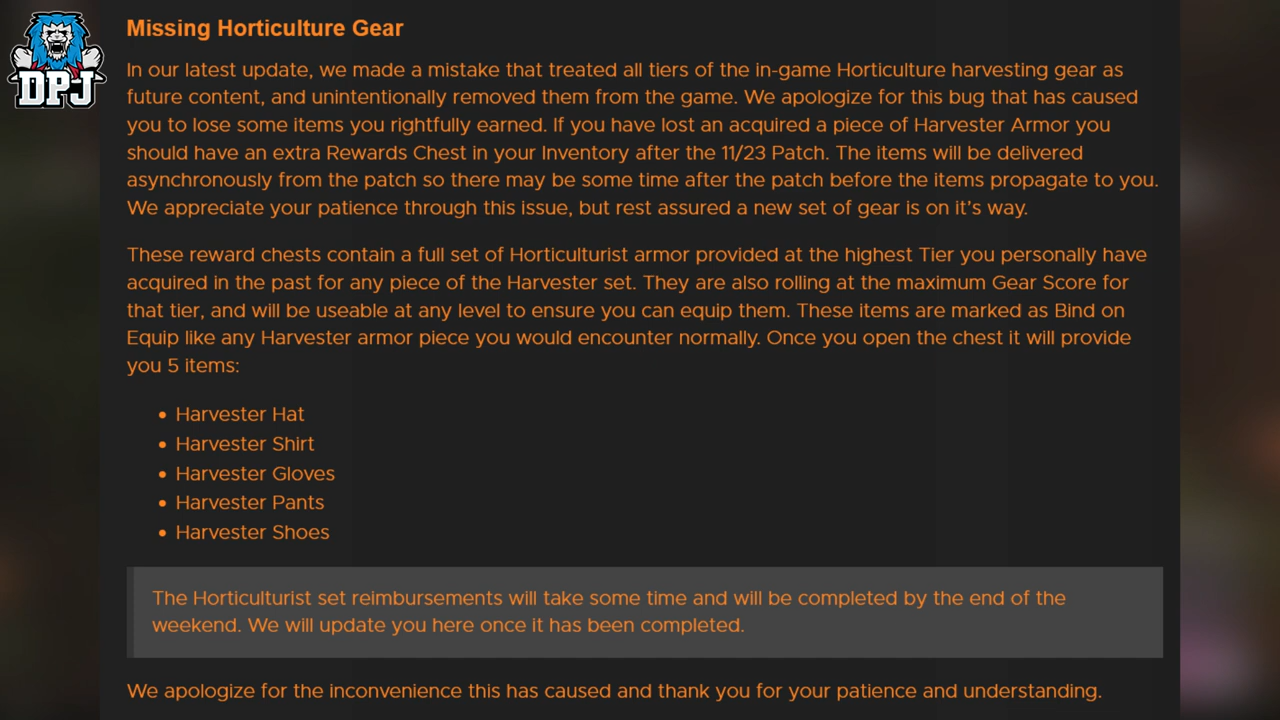 DPJ
Missing Horticulture Gear
In our latest update, we made a mistake that treated all tiers of the in-game Horticulture harvesting gear as
future content, and unintentionally removed them from the game. We apologize for this bug that has caused
you to lose some items you rightfully earned. If you have lost an acquired a piece of Harvester Armor you
should have an extra Rewards Chest in your Inventory after the 11/23 Patch. The items will be delivered
asynchronously from the patch so there may be some time after the patch before the items propagate to you.
We appreciate your patience through this issue, but rest assured a new set of gear is on it’s way.
These reward chests contain a full set of Horticulturist armor provided at the highest Tier you personally have
acquired in the past for any piece of the Harvester set. They are also rolling at the maximum Gear Score for
that tier, and will be useable at any level to ensure you can equip them. These items are marked as Bind on
Equip like any Harvester armor piece you would encounter normally. Once you open the chest it will provide
you 5 items:
• Harvester Hat
• Harvester Shirt
• Harvester Gloves
• Harvester Pants
• Harvester Shoes
The Horticulturist set reimbursements will take some time and will be completed by the end of the
weekend. We will update you here once it has been completed.
We apologize for the inconvenience this has caused and thank you for your patience and understanding.